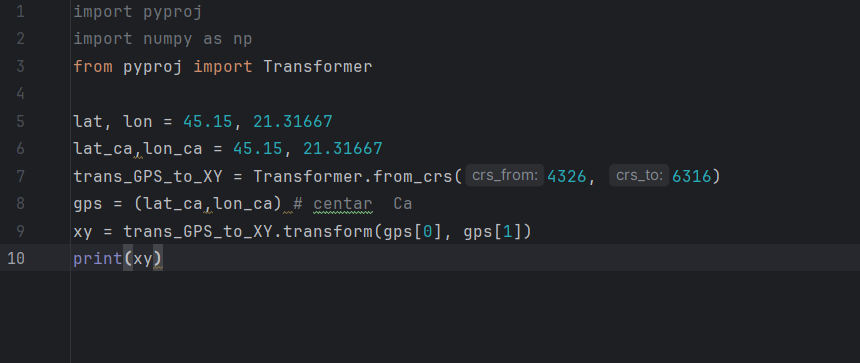 1 import pyproj
2 import numpy as np
3 from pyproj import Transformer
4
5 lat, lon = 45.15, 21.31667
6 lat_ca,lon_ca = 45.15, 21.31667
7 trans_GPS_to_XY = Transformer.from_crs( crs_from: 4326, crs_to: 6316)
8 gps = (lat_ca,lon_ca) # centar  Ca
9 xy = trans_GPS_to_XY.transform(gps[0], gps[1])
10 print(xy)